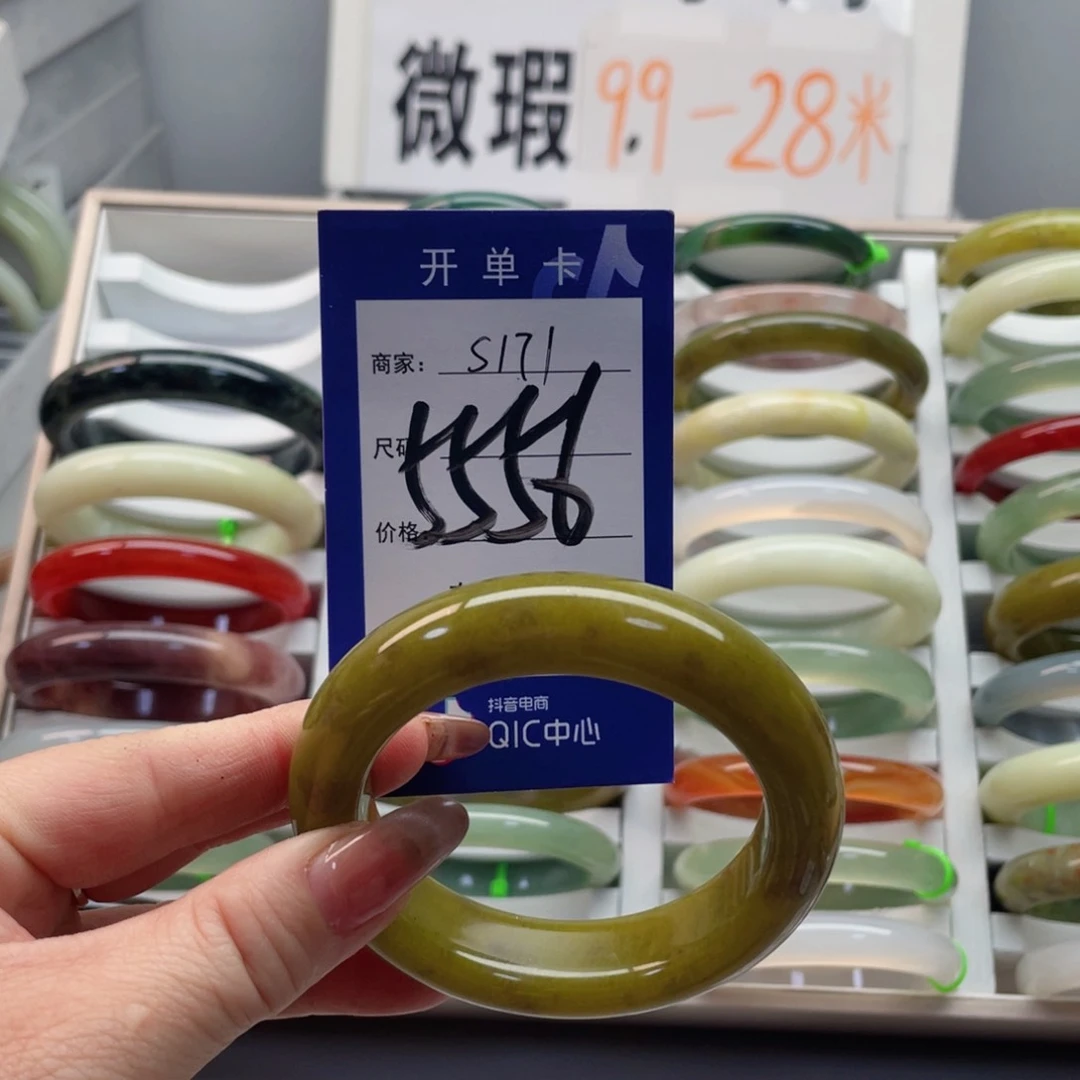 微瑕 9.9-28米
开单卡
商家： S171
尺码
5556
价格
抖音电商
QIC中心